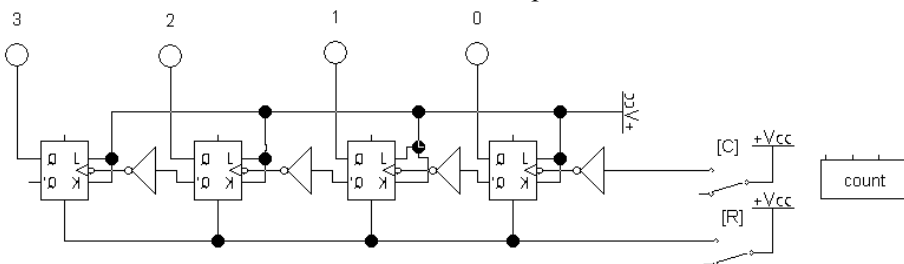 3 2 1 0
+Vcc
[C] +Vcc
Q J Q J Q J Q J
Q' K Q' K Q' K Q' K
count
[R] +Vcc